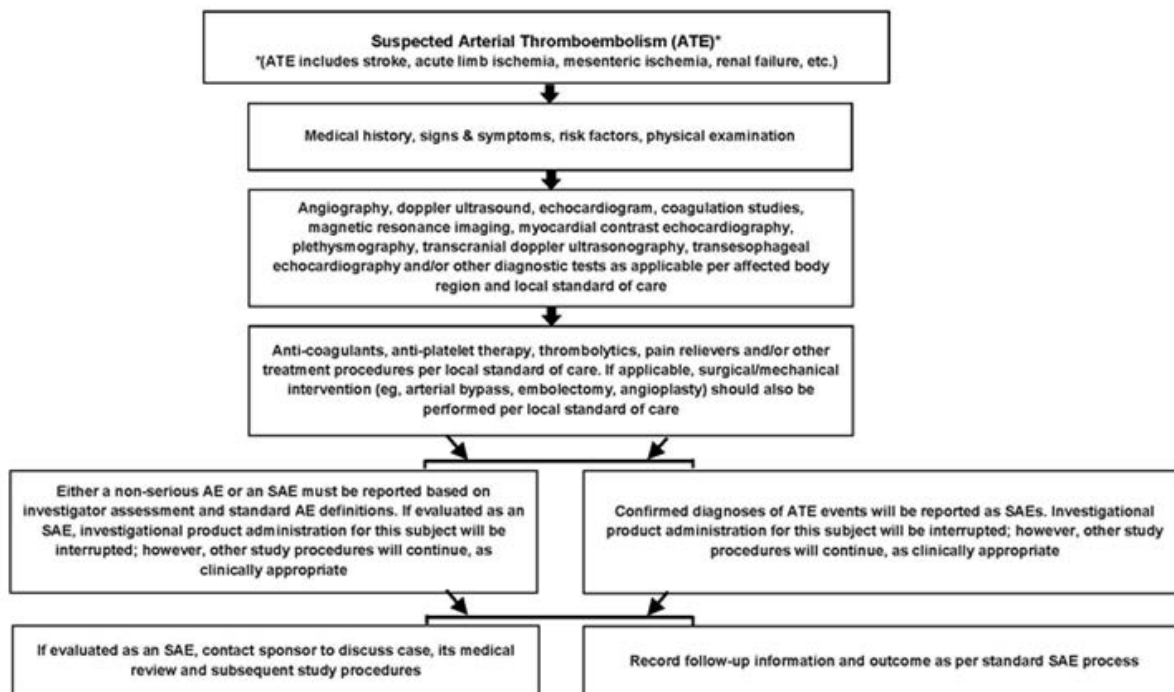 Suspected Arterial Thromboembolism (ATE)*
*(ATE includes stroke, acute limb ischemia, mesenteric ischemia, renal failure, etc.)
Medical history, signs & symptoms, risk factors, physical examination
Angiography, doppler ultrasound, echocardiogram, coagulation studies,
magnetic resonance imaging, myocardial contrast echocardiography,
plethysmography, transcranial doppler ultrasonography, transesophageal
echocardiography and/or other diagnostic tests as applicable per affected body
region and local standard of care
Anti-coagulants, anti-platelet therapy, thrombolytics, pain relievers and/or other
treatment procedures per local standard of care. If applicable, surgical/mechanical
intervention (eg, arterial bypass, embolectomy, angioplasty) should also be
performed per local standard of care
Either a non-serious AE or an SAE must be reported based on
investigator assessment and standard AE definitions. If evaluated as
an SAE, investigational product administration for this subject will be
interrupted; however, other study procedures will continue, as
clinically appropriate
Confirmed diagnoses of ATE events will be reported as SAEs. Investigational
product administration for this subject will be interrupted; however, other study
procedures will continue, as clinically appropriate
If evaluated as an SAE, contact sponsor to discuss case, its medical
review and subsequent study procedures
Record follow-up information and outcome as per standard SAE process